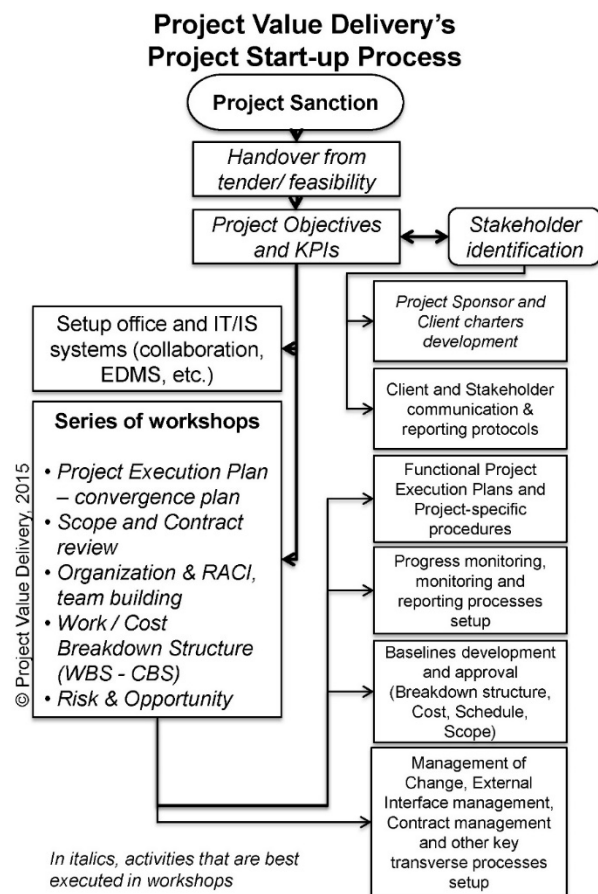 Project Value Delivery’s
Project Start-up Process
Project Sanction
Handover from
tender/ feasibility
Project Objectives
and KPIs
Stakeholder
identification
Setup office and IT/IS
systems (collaboration,
EDMS, etc.)
Project Sponsor and
Client charters
development
Client and Stakeholder
communication &
reporting protocols
Series of workshops
• Project Execution Plan
– convergence plan
• Scope and Contract
review
• Organization & RACI,
team building
• Work / Cost
Breakdown Structure
(WBS - CBS)
• Risk & Opportunity
Functional Project
Execution Plans and
Project-specific
procedures
Progress monitoring,
monitoring and
reporting processes
setup
Baselines development
and approval
(Breakdown structure,
Cost, Schedule,
Scope)
Management of
Change, External
Interface management,
Contract management
and other key
transverse processes
setup
In italics, activities that are best
executed in workshops
© Project Value Delivery, 2015